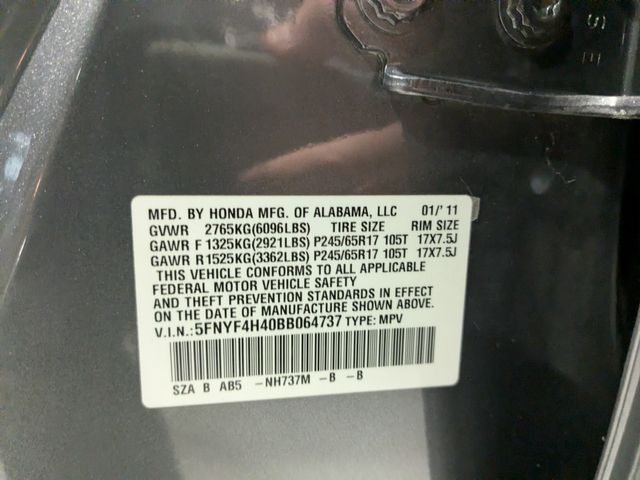 S E
MFD. BY HONDA MFG. OF ALABAMA, LLC 01/'11
GVWR 2765KG(6096LBS) TIRE SIZE RIM SIZE
GAWR F 1325KG(2921LBS) P245/65R17 105T 17X7.5J
GAWR R 1525KG(3362LBS) P245/65R17 105T 17X7.5J
THIS VEHICLE CONFORMS TO ALL APPLICABLE
FEDERAL MOTOR VEHICLE SAFETY
AND THEFT PREVENTION STANDARDS IN EFFECT
ON THE DATE OF MANUFACTURE SHOWN ABOVE.
V.I.N.:5FNYF4H40BB064737 TYPE: MPV
SZA B AB5 -NH737M -B -B